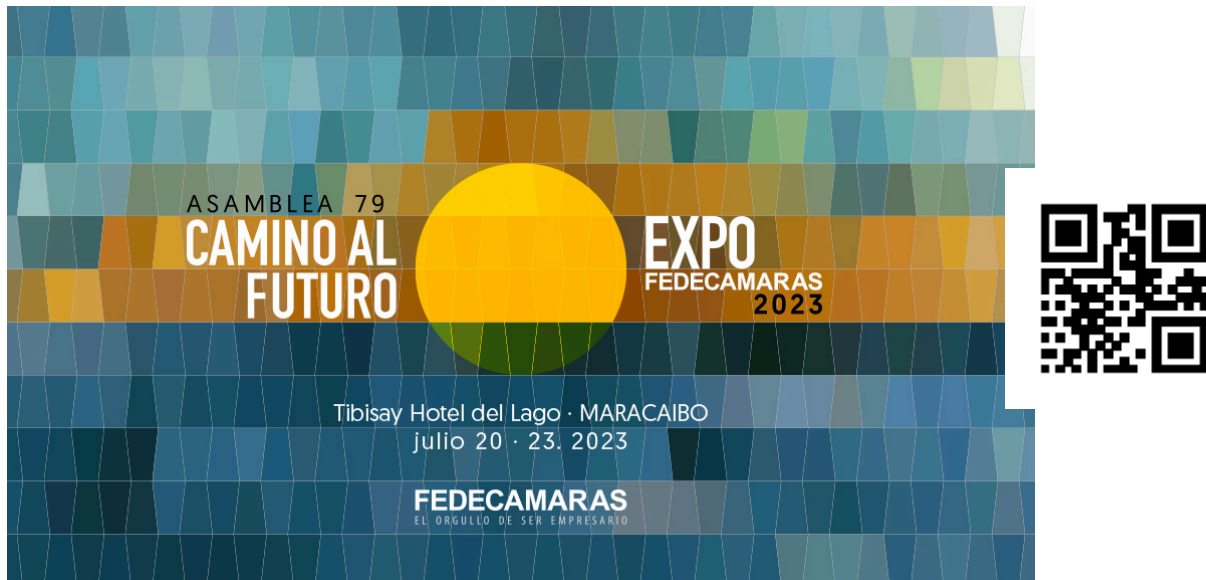 ASAMBLEA 79
CAMINO AL
FUTURO
EXPO
FEDECAMARAS
2023
Tibisay Hotel del Lago · MARACAIBO
julio 20 · 23. 2023
FEDECAMARAS
EL ORGULLO DE SER EMPRESARIO